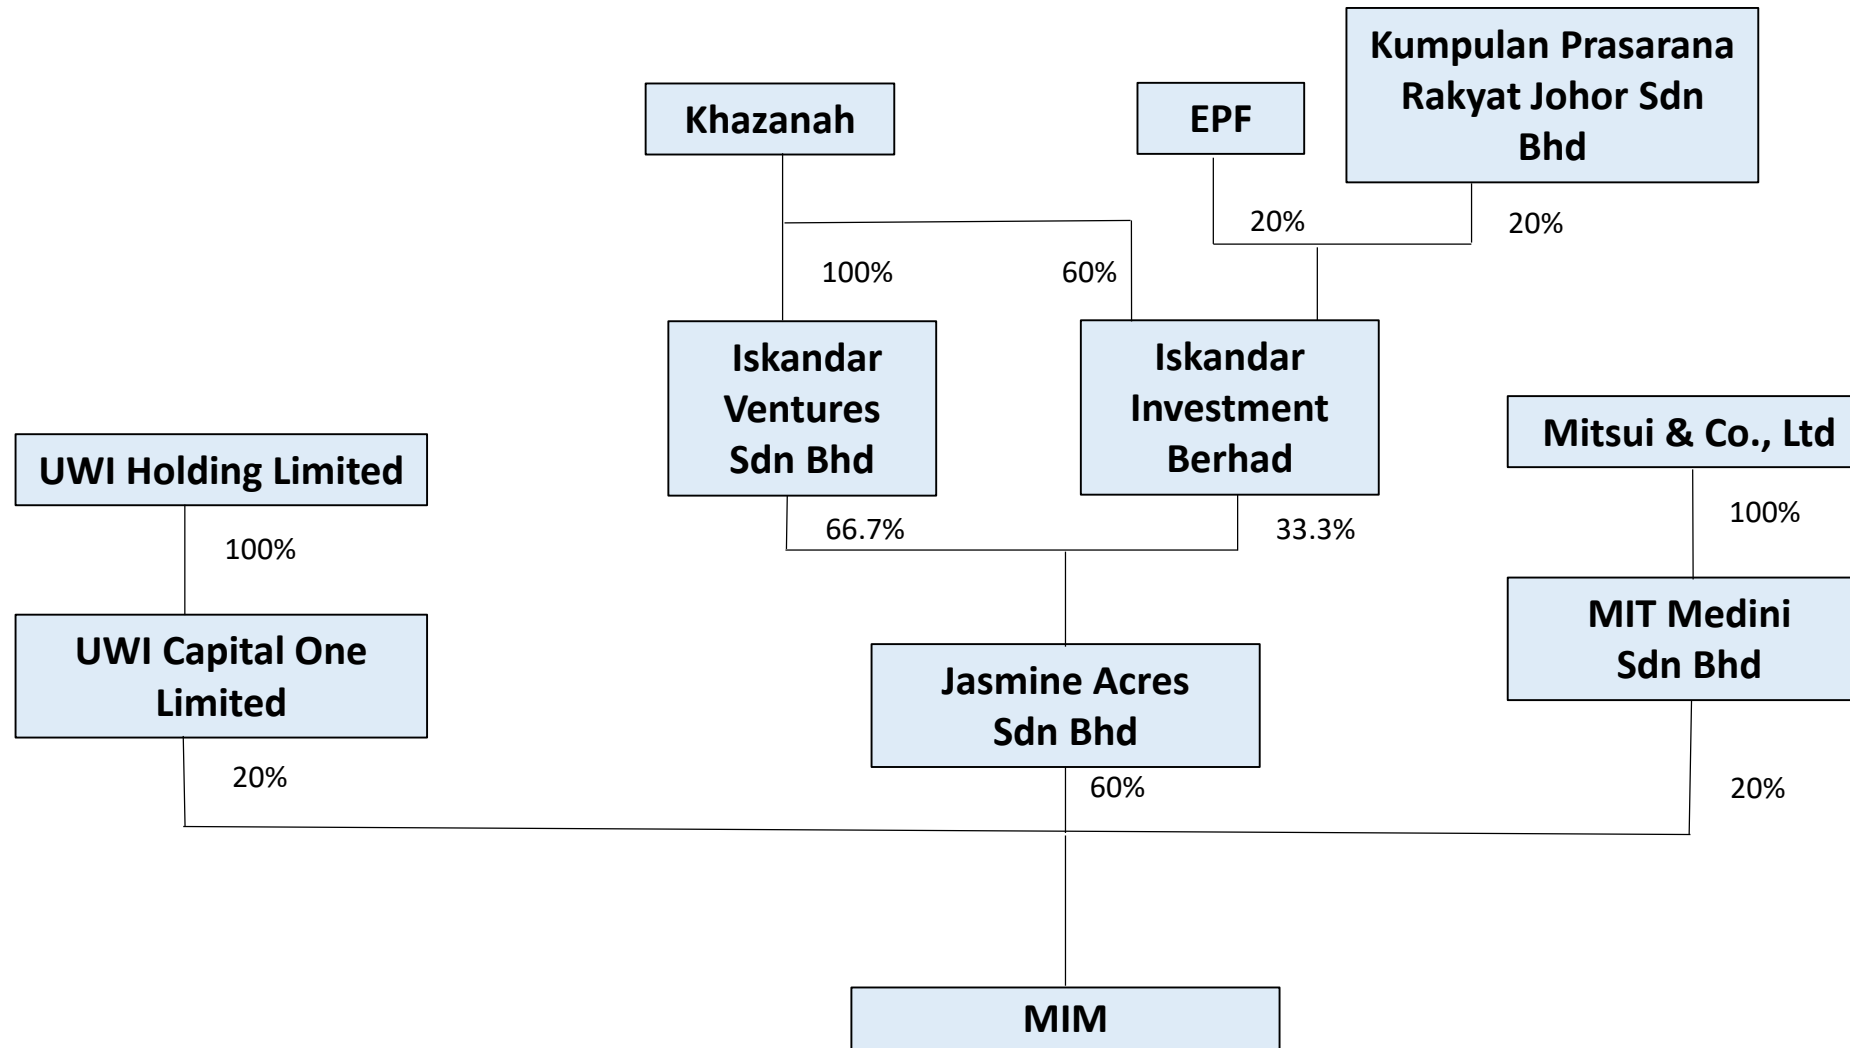 Kumpulan Prasarana
Rakyat Johor Sdn
Bhd
Khazanah
EPF
20%
20%
100%
60%
Iskandar
Ventures
Sdn Bhd
Iskandar
Investment
Berhad
Mitsui & Co., Ltd
UWI Holding Limited
66.7%
33.3%
100%
100%
UWI Capital One
Limited
Jasmine Acres
Sdn Bhd
MIT Medini
Sdn Bhd
20%
60%
20%
MIM